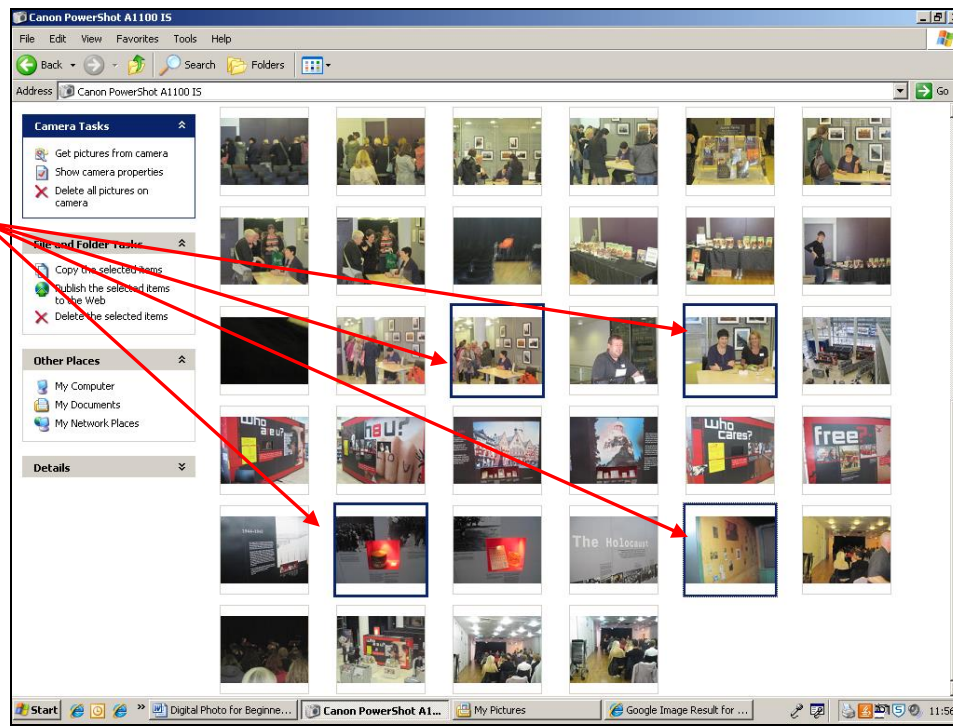 Canon PowerShot A1100 IS
File Edit View Favorites Tools Help
Back Search Folders
Address Canon PowerShot A1100 IS Go
Camera Tasks
Get pictures from camera
Show camera properties
Delete all pictures on
camera
File and Folder Tasks
Copy the selected items
Publish the selected items
to the Web
Delete the selected items
Other Places
My Computer
My Documents
My Network Places
Details
who
are u?
u?
who
cares?
free?
The Holocaust
Start Digital Photo for Beginne... Canon PowerShot A1... My Pictures Google Image Result for ... 11:56